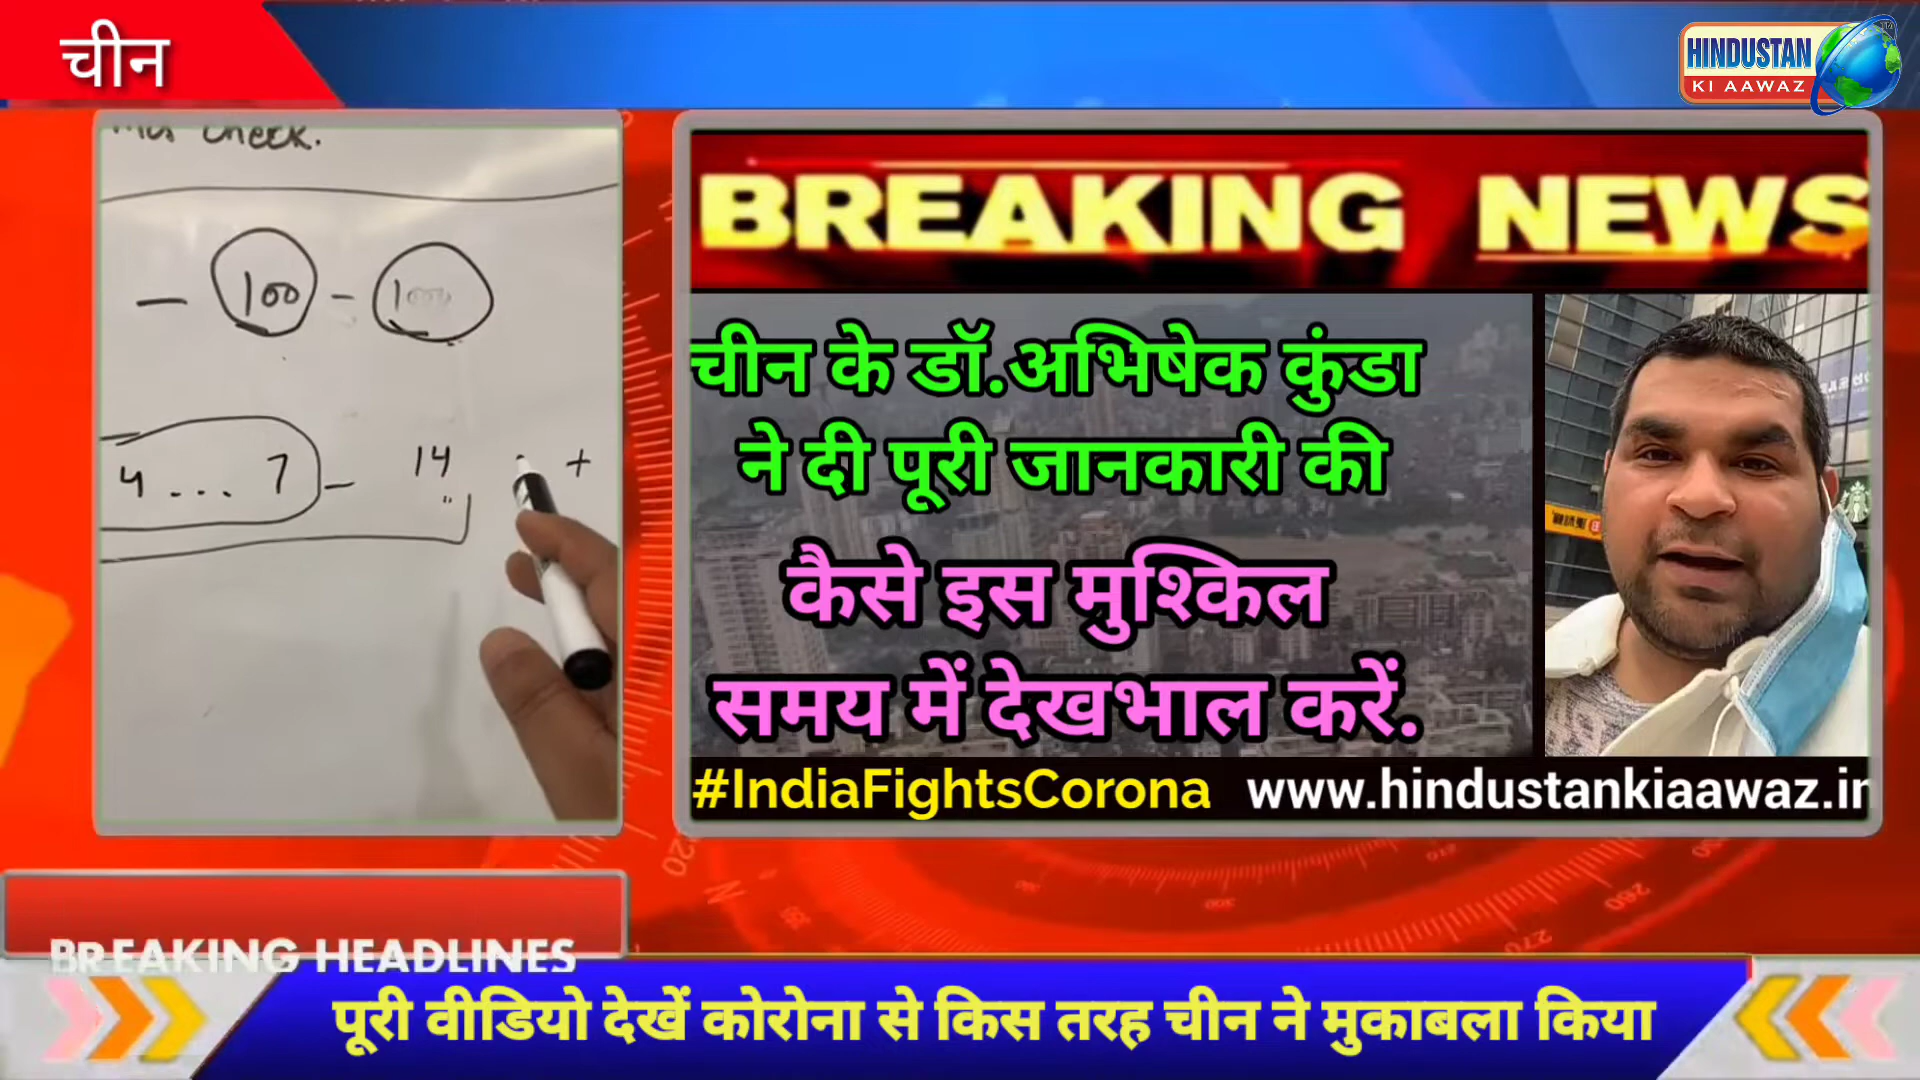 चीन
HINDUSTAN
KI AAWAZ
check.
– 100 –
4 ... 7 – 14 +
BREAKING NEWS
चीन के डॉ.अभिषेक कुंडा
ने दी पूरी जानकारी की
कैसे इस मुश्किल
समय में देखभाल करें.
#IndiaFightsCorona www.hindustankiaawaz.in
BREAKING HEADLINES
पूरी वीडियो देखें कोरोना से किस तरह चीन ने मुकाबला किया